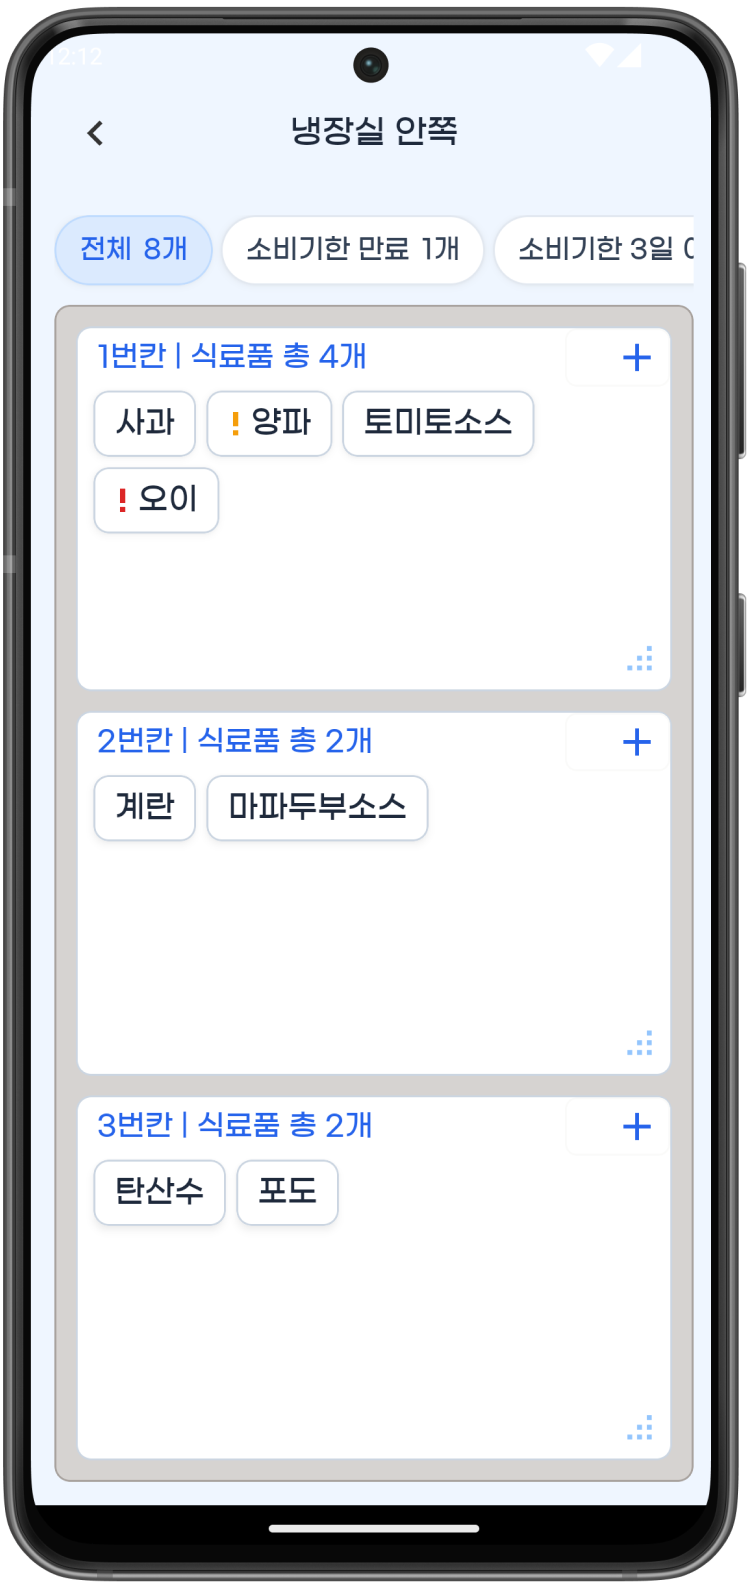 12:12
냉장실 안쪽
전체 8개
소비기한 만료 1개
소비기한 3일
1번칸 | 식료품 총 4개
사과
! 양파
토미토소스
! 오이
2번칸 | 식료품 총 2개
계란
마파두부소스
3번칸 | 식료품 총 2개
탄산수
포도